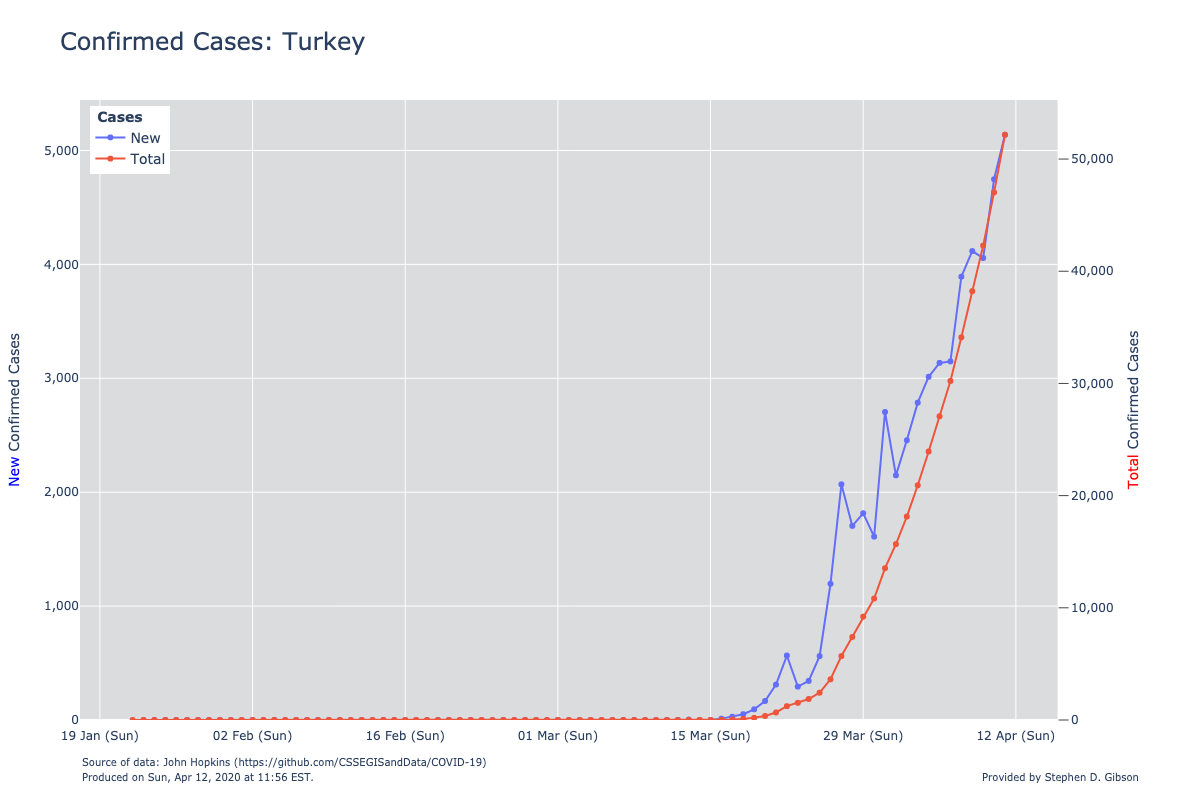 Confirmed Cases: Turkey
Cases
New
Total
5,000
4,000
3,000
2,000
1,000
0
50,000
40,000
30,000
20,000
10,000
0
New Confirmed Cases
Total Confirmed Cases
19 Jan (Sun) 02 Feb (Sun) 16 Feb (Sun) 01 Mar (Sun) 15 Mar (Sun) 29 Mar (Sun) 12 Apr (Sun)
Source of data: John Hopkins (https://github.com/CSSEGISandData/COVID-19)
Produced on Sun, Apr 12, 2020 at 11:56 EST.
Provided by Stephen D. Gibson